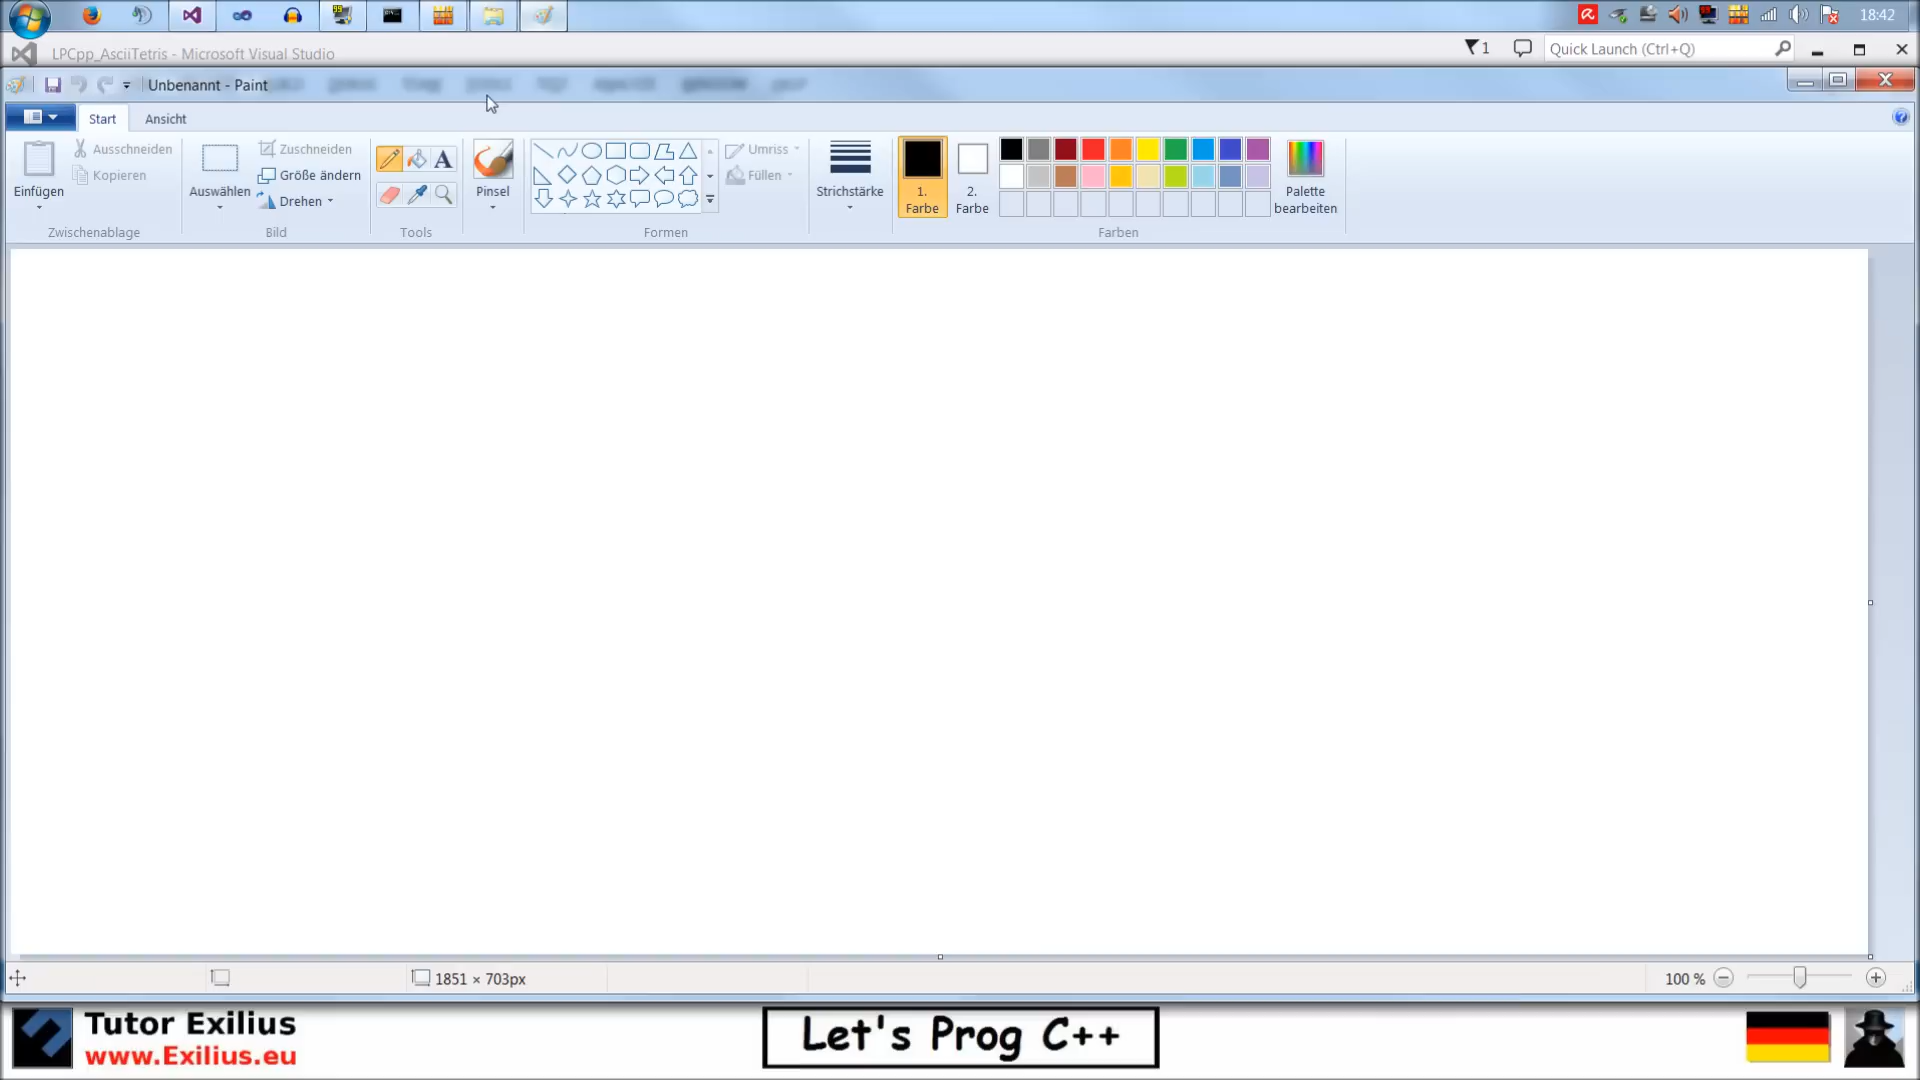 18:42
LPCpp_AsciiTetris - Microsoft Visual Studio
1
Quick Launch (Ctrl+Q)
Unbenannt - Paint
Start
Ansicht
Einfügen
Ausschneiden
Kopieren
Zwischenablage
Auswählen
Zuschneiden
Größe ändern
Drehen
Bild
A
Tools
Pinsel
Formen
Umriss
Füllen
Strichstärke
1.
Farbe
2.
Farbe
Palette
bearbeiten
Farben
1851 × 703px
100 %
Tutor Exilius
www.Exilius.eu
Let's Prog C++